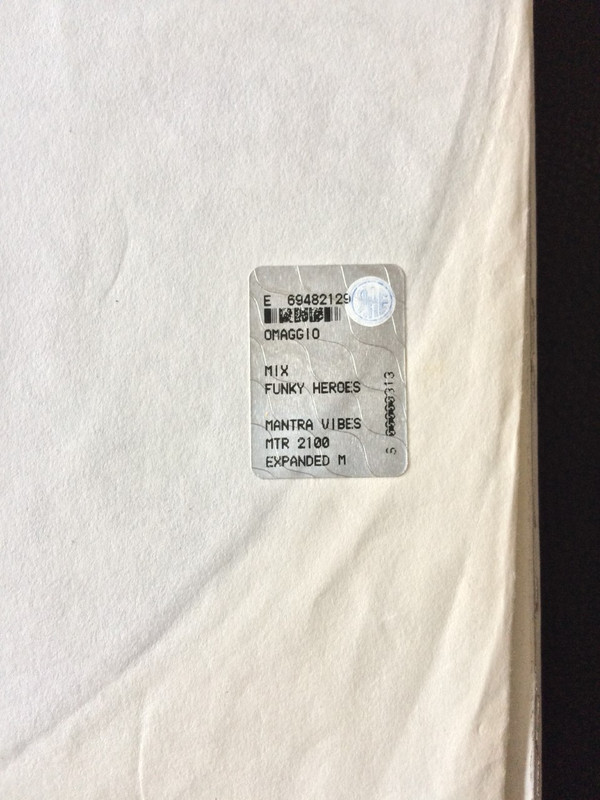 E 69482129
OMAGGIO
MIX
FUNKY HEROES
MANTRA VIBES
MTR 2100
EXPANDED M